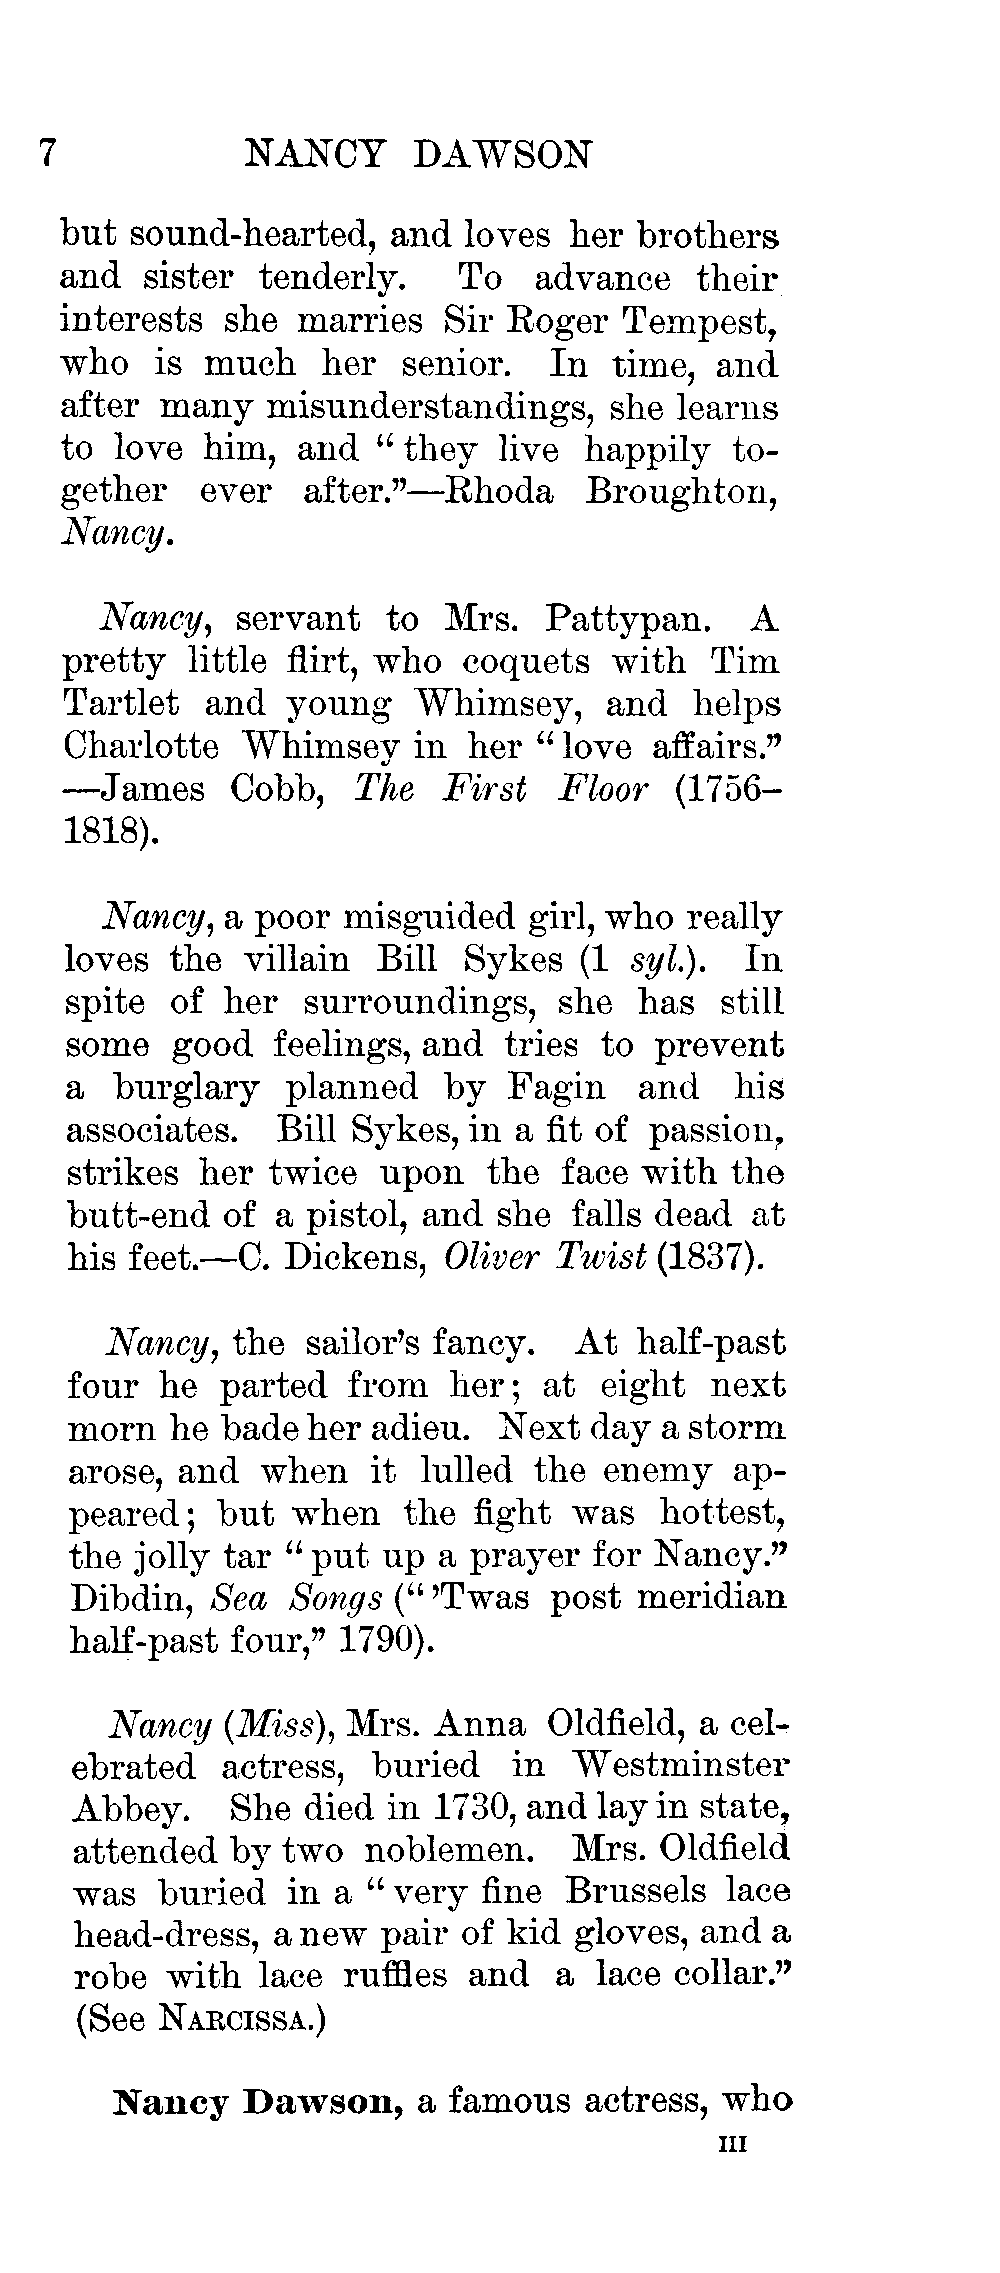 7 NANCY DAWSON
but sound-hearted, and loves her brothers
and sister tenderly. To advance their
interests she marries Sir Roger Tempest,
who is much her senior. In time, and
after many misunderstandings, she learns
to love him, and “ they live happily to-
gether ever after.”—Rhoda Broughton,
Nancy.
Nancy, servant to Mrs. Pattypan. A
pretty little flirt, who coquets with Tim
Tartlet and young Whimsey, and helps
Charlotte Whimsey in her “ love affairs.”
—James Cobb, The First Floor (1756–
1818).
Nancy, a poor misguided girl, who really
loves the villain Bill Sykes (1 syl.). In
spite of her surroundings, she has still
some good feelings, and tries to prevent
a burglary planned by Fagin and his
associates. Bill Sykes, in a fit of passion,
strikes her twice upon the face with the
butt-end of a pistol, and she falls dead at
his feet.—C. Dickens, Oliver Twist (1837).
Nancy, the sailor’s fancy. At half-past
four he parted from her; at eight next
morn he bade her adieu. Next day a storm
arose, and when it lulled the enemy ap-
peared; but when the fight was hottest,
the jolly tar “ put up a prayer for Nancy.”
Dibdin, Sea Songs (“ ’Twas post meridian
half-past four,” 1790).
Nancy (Miss), Mrs. Anna Oldfield, a cel-
ebrated actress, buried in Westminster
Abbey. She died in 1730, and lay in state,
attended by two noblemen. Mrs. Oldfield
was buried in a “ very fine Brussels lace
head-dress, a new pair of kid gloves, and a
robe with lace ruffles and a lace collar.”
(See NARCISSA.)
Nancy Dawson, a famous actress, who
III